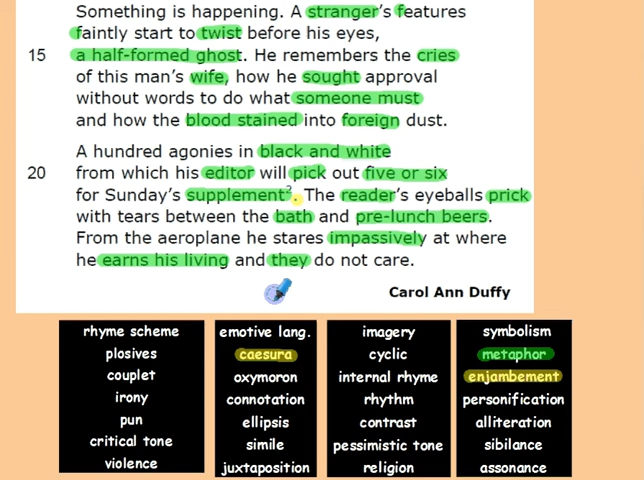 Something is happening. A stranger's features
faintly start to twist before his eyes,
15 a half-formed ghost. He remembers the cries
of this man's wife, how he sought approval
without words to do what someone must
and how the blood stained into foreign dust.
A hundred agonies in black and white
20 from which his editor will pick out five or six
for Sunday's supplement². The reader's eyeballs prick
with tears between the bath and pre-lunch beers.
From the aeroplane he stares impassively at where
he earns his living and they do not care.
Carol Ann Duffy
rhyme scheme
plosives
couplet
irony
pun
critical tone
violence
emotive lang.
caesura
oxymoron
connotation
ellipsis
simile
juxtaposition
imagery
cyclic
internal rhyme
rhythm
contrast
pessimistic tone
religion
symbolism
metaphor
enjambement
personification
alliteration
sibilance
assonance